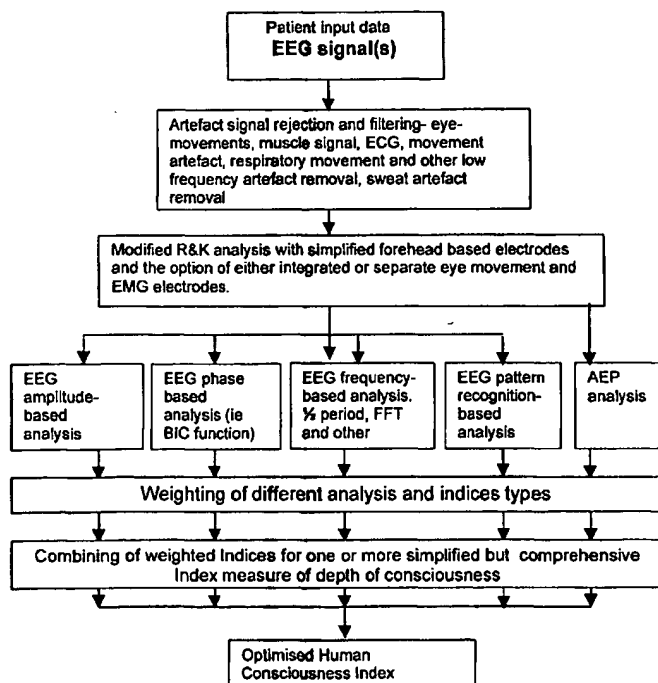 Patient input data
EEG signal(s)
Artefact signal rejection and filtering- eye-
movements, muscle signal, ECG, movement
artefact, respiratory movement and other low
frequency artefact removal, sweat artefact
removal
Modified R&K analysis with simplified forehead based electrodes
and the option of either integrated or separate eye movement and
EMG electrodes.
EEG
amplitude-
based
analysis
EEG phase
based
analysis (ie
BIC function)
EEG frequency-
based analysis.
½ period, FFT
and other
EEG pattern
recognition-
based
analysis
AEP
analysis
Weighting of different analysis and indices types
Combining of weighted Indices for one or more simplified but comprehensive
Index measure of depth of consciousness
Optimised Human
Consciousness Index